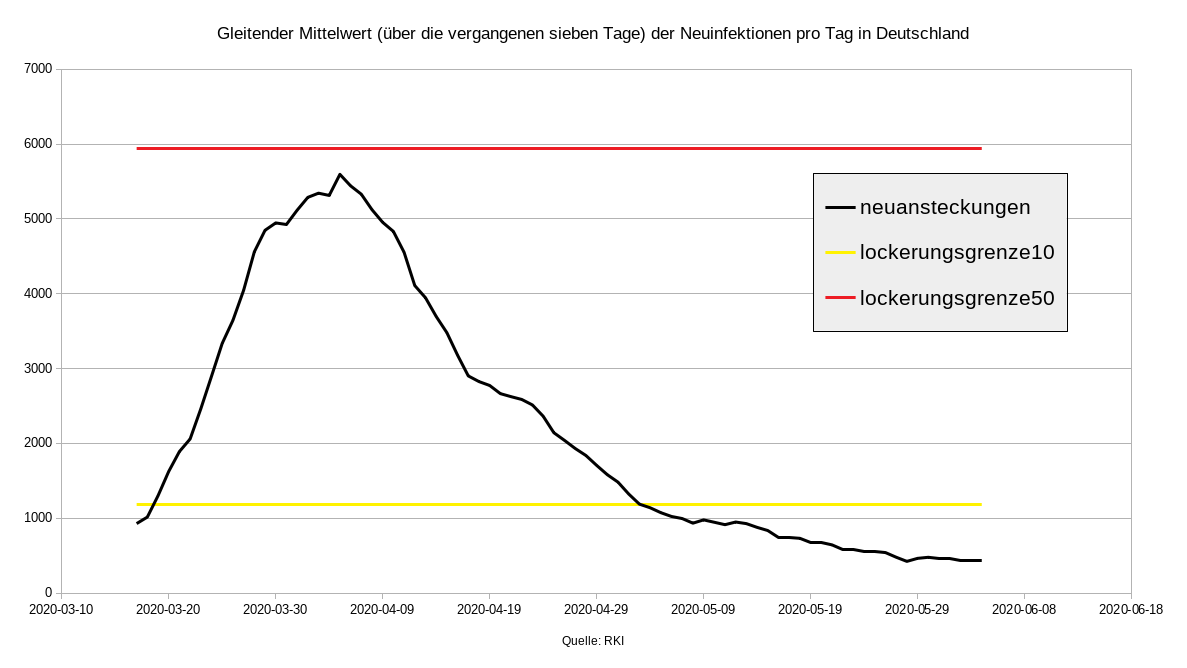 Gleitender Mittelwert (über die vergangenen sieben Tage) der Neuinfektionen pro Tag in Deutschland
7000
6000
5000
4000
3000
2000
1000
0
neuansteckungen
lockerungsgrenze10
lockerungsgrenze50
2020-03-10 2020-03-20 2020-03-30 2020-04-09 2020-04-19 2020-04-29 2020-05-09 2020-05-19 2020-05-29 2020-06-08 2020-06-18
Quelle: RKI